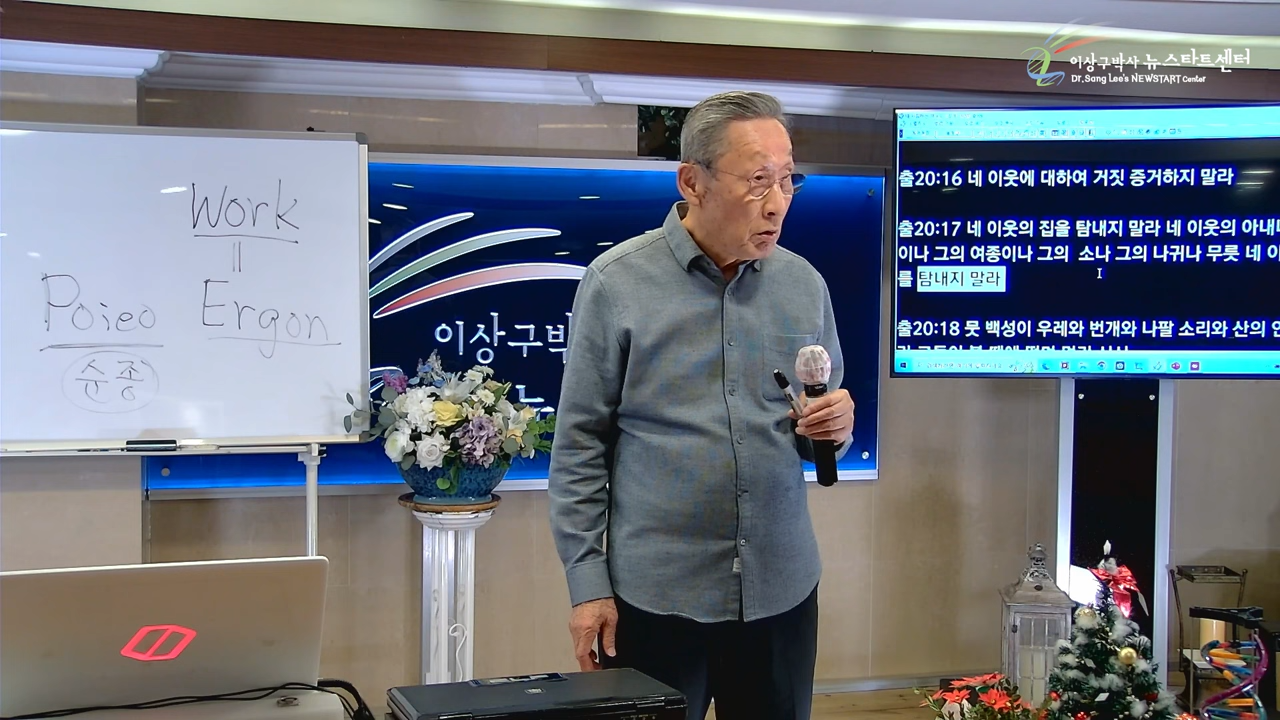 이상구박사 뉴스타트센터
Dr. Sang Lee's NEWSTART Center
Work
=
Poieo
Ergon
순종
이상구박
뉴
출20:16 네 이웃에 대하여 거짓 증거하지 말라
출20:17 네 이웃의 집을 탐내지 말라 네 이웃의 아내나
이나 그의 여종이나 그의 소나 그의 나귀나 무릇 네 이
를 탐내지 말라
출20:18 뭇 백성이 우레와 번개와 나팔 소리와 산의 연